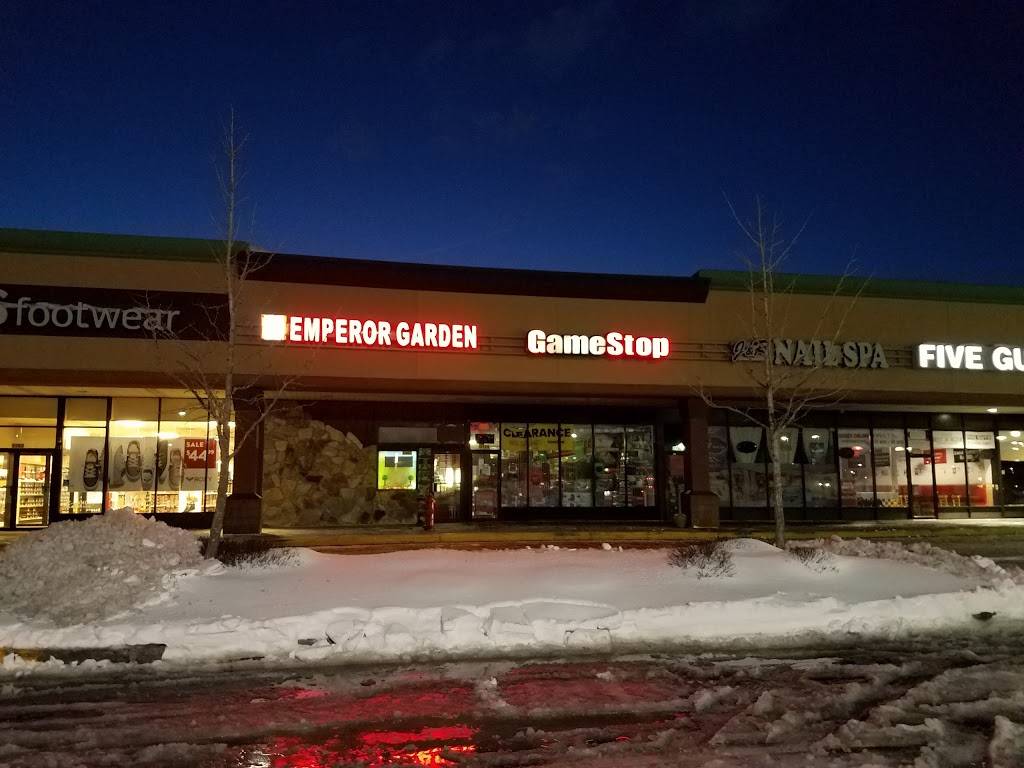 S footwear
EMPEROR GARDEN
GameStop
J&B NAIL SPA
FIVE GU
CLEARANCE
SALE
$44